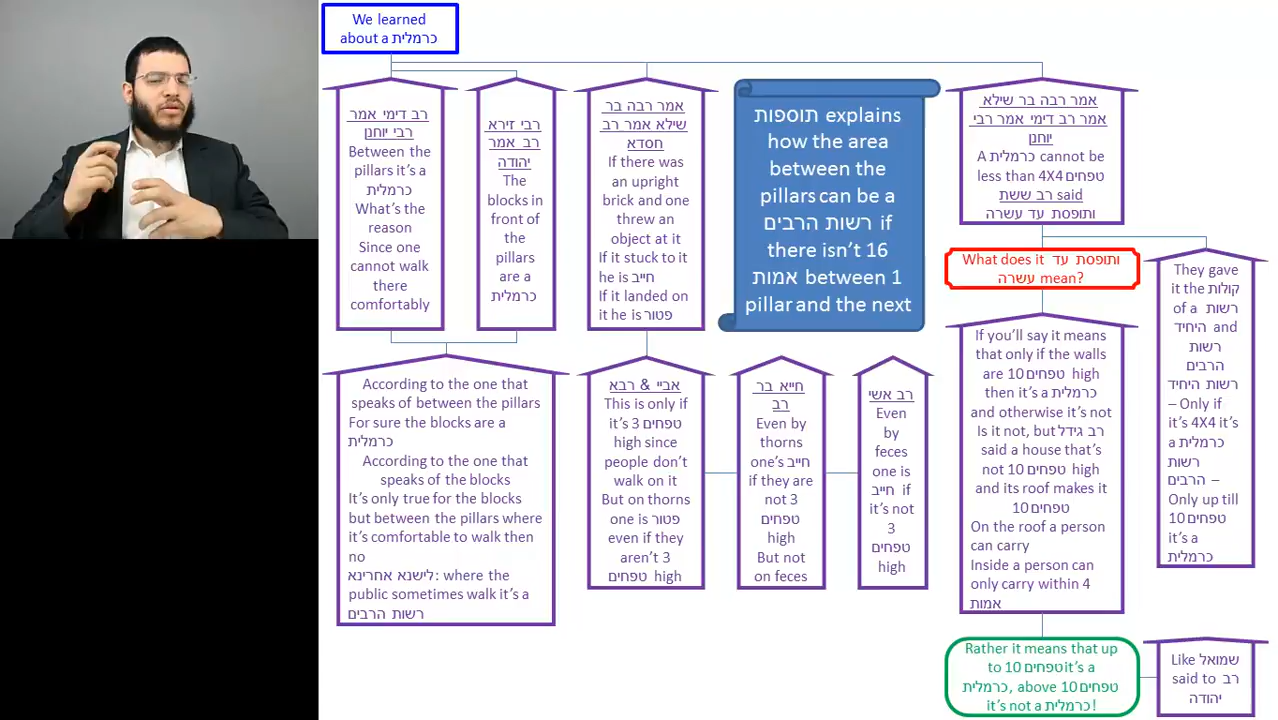 We learned
about a כרמלית
רב דימי אמר
רבי יוחנן
Between the
pillars it's a
כרמלית
What's the
reason
Since one
cannot walk
there
comfortably
רבי זירא
רב אמר
יהודה
The
blocks in
front of
the
pillars
are a
כרמלית
אמר רבה בר
שילא אמר רב
חסדא
If there was
an upright
brick and one
threw an
object at it
If it stuck to it
he is חייב
If it landed on
it he is פטור
תוספות explains
how the area
between the
pillars can be a
רשות הרבים if
there isn't 16
אמות between 1
pillar and the next
אמר רבה בר שילא
אמר רב דימי אמר רבי
יוחנן
A כרמלית cannot be
less than 4X4 טפחים
רב ששת said
ותופסת עד עשרה
What does it ותופסת עד
עשרה mean?
They gave
it the קולות
of a רשות
היחיד and
רשות
הרבים
רשות היחיד
– Only if
it's 4X4 it's
a כרמלית
רשות
הרבים –
Only up till
10 טפחים
it's a
כרמלית
If you'll say it means
that only if the walls
are 10 טפחים high
then it's a כרמלית
and otherwise it's not
Is it not, but רב גידל
said a house that's
not 10 טפחים high
and its roof makes it
10 טפחים
On the roof a person
can carry
Inside a person can
only carry within 4
אמות
According to the one that
speaks of between the pillars
For sure the blocks are a
כרמלית
According to the one that
speaks of the blocks
It's only true for the blocks
but between the pillars where
it's comfortable to walk then
no
לישנא אחרינא: where the
public sometimes walk it's a
רשות הרבים
אביי & רבא
This is only if
it's 3 טפחים
high since
people don't
walk on it
But on thorns
one is פטור
even if they
aren't 3
טפחים high
חייא בר
רב
Even by
thorns
one's חייב
if they are
not 3
טפחים
high
But not
on feces
רב אשי
Even
by
feces
one is
חייב if
it's not
3
טפחים
high
Rather it means that up
to 10 טפחים it's a
כרמלית, above 10 טפחים
it's not a כרמלית!
Like שמואל
said to רב
יהודה